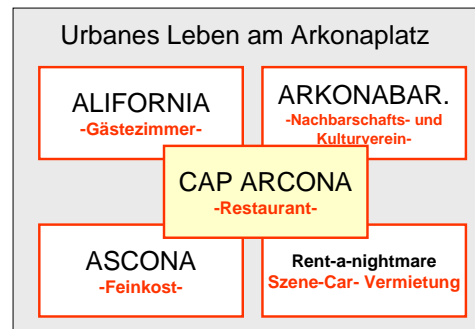 Urbanes Leben am Arkonaplatz
ALIFORNIA
-Gästezimmer-
ARKONABAR.
-Nachbarschafts- und
Kulturverein-
CAP ARCONA
-Restaurant-
ASCONA
-Feinkost-
Rent-a-nightmare
Szene-Car- Vermietung